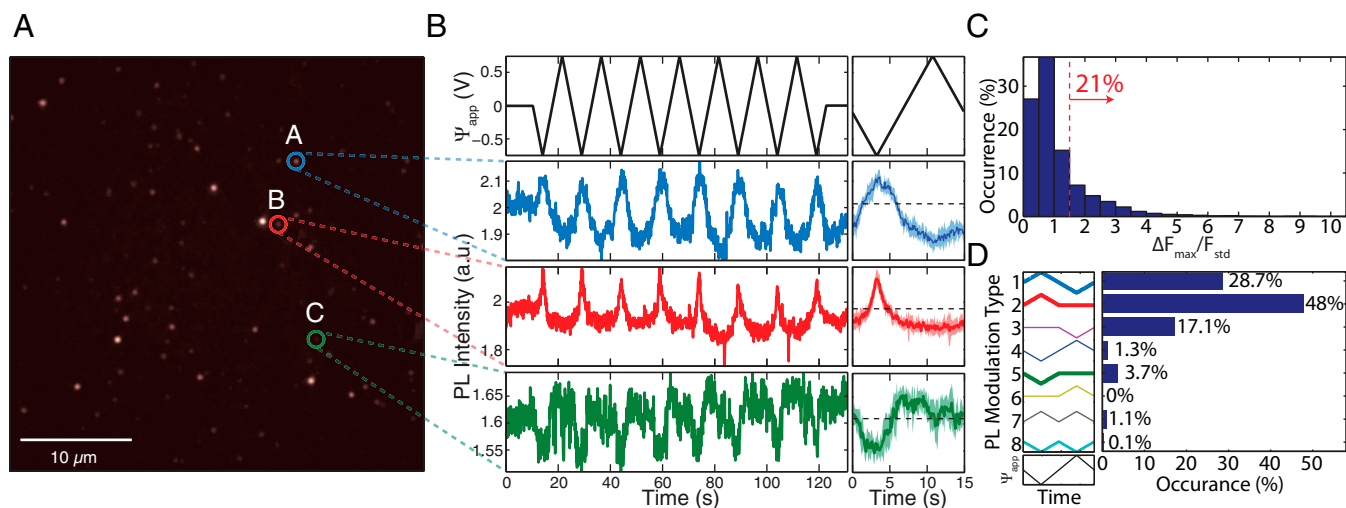 A
B
C
A
B
C
10 μm
Ψapp (V)
0.5
0
−0.5
2.1
2
1.9
2
1.8
1.65
1.55
PL Intensity (a.u.)
0 20 40 60 80 100 120
Time (s)
0 5 10 15
Time (s)
Occurrence (%)
30
20
10
0
21%
0 1 2 3 4 5 6 7 8 9 10
ΔFmax/Fstd
D
PL Modulation Type
1
2
3
4
5
6
7
8
28.7%
48%
17.1%
1.3%
3.7%
0%
1.1%
0.1%
Ψapp
Time
0 10 20 30 40 50
Occurance (%)